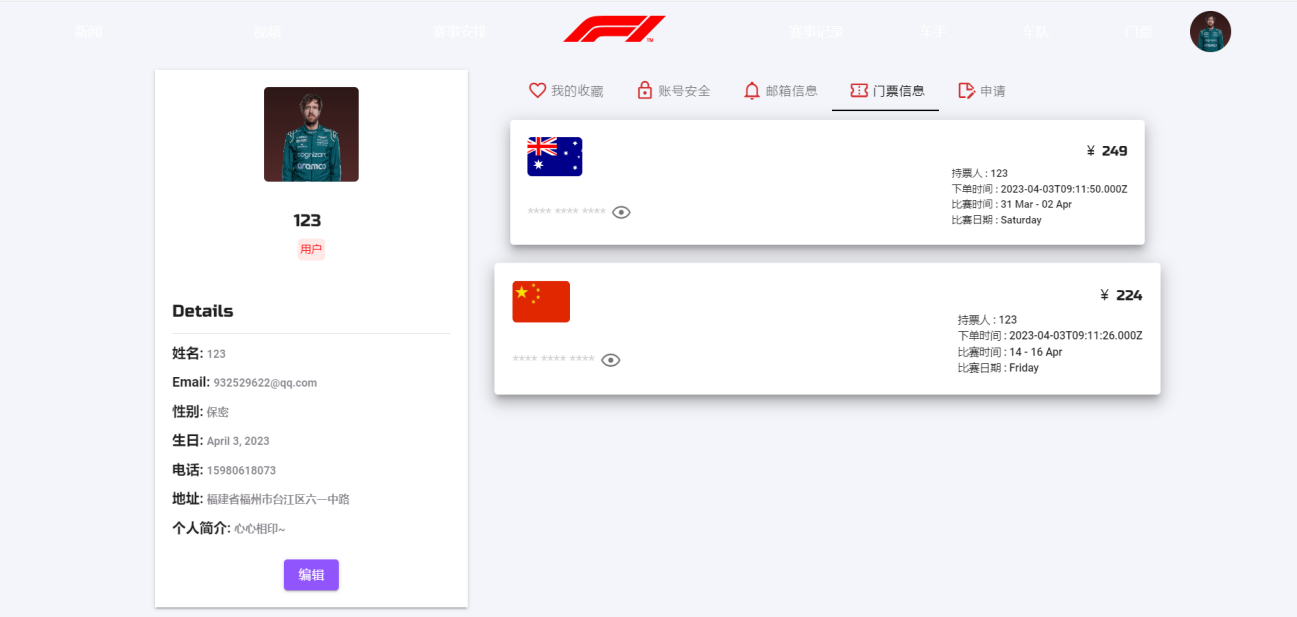 新闻
视频
赛事安排
TM
赛事记录
车手
车队
门票
cognizant
aramco
123
用户
Details
姓名: 123
Email: 932529622@qq.com
性别: 保密
生日: April 3, 2023
电话: 15980618073
地址: 福建省福州市台江区六一中路
个人简介: 心心相印~
编辑
我的收藏
账号安全
邮箱信息
门票信息
申请
¥ 249
持票人 : 123
下单时间 : 2023-04-03T09:11:50.000Z
比赛时间 : 31 Mar - 02 Apr
比赛日期 : Saturday
**** **** ****
¥ 224
持票人 : 123
下单时间 : 2023-04-03T09:11:26.000Z
比赛时间 : 14 - 16 Apr
比赛日期 : Friday
**** **** ****